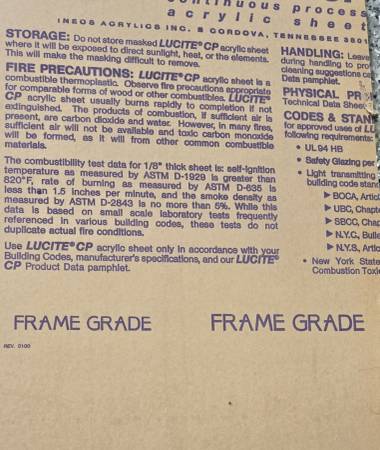 continuous process
acrylic sheet
INEOS ACRYLICS INC. CORDOVA, TENNESSEE 3801
STORAGE: Do not store masked LUCITE® CP acrylic sheet
where it will be exposed to direct sunlight, heat, or the elements.
This will make the masking difficult to remove.
FIRE PRECAUTIONS: LUCITE® CP acrylic sheet is a
combustible thermoplastic. Observe fire precautions appropriate
for comparable forms of wood or other combustibles. LUCITE®
CP acrylic sheet usually burns rapidly to completion if not
extinguished. The products of combustion, if sufficient air is
present, are carbon dioxide and water. However, in many fires,
sufficient air will not be available and toxic carbon monoxide
will be formed, as it will from other common combustible
materials.
The combustibility test data for 1/8" thick sheet is: self-ignition
temperature as measured by ASTM D-1929 is greater than
820°F, rate of burning as measured by ASTM D-635 is
less than 1.5 inches per minute, and the smoke density as
measured by ASTM D-2843 is no more than 5%. While this
data is based on small scale laboratory tests frequently
referenced in various building codes, these tests do not
duplicate actual fire conditions.
Use LUCITE® CP acrylic sheet only in accordance with your
Building Codes, manufacturer's specifications, and our LUCITE®
CP Product Data pamphlet.
HANDLING: Leave
during handling to
cleaning suggestions
Data pamphlet.
PHYSICAL
Technical Data Sheet
CODES &
for approved use of
following requirements:
• UL94 HB
• Safety Glazing per
• Light transmitting
building code
▶ BOCA,
▶ UBC,
▶ SBCC,
▶ N.Y.C.,
▶ N.Y.S.,
• New York State
Combustion
FRAME GRADE
FRAME GRADE
REV. 0100